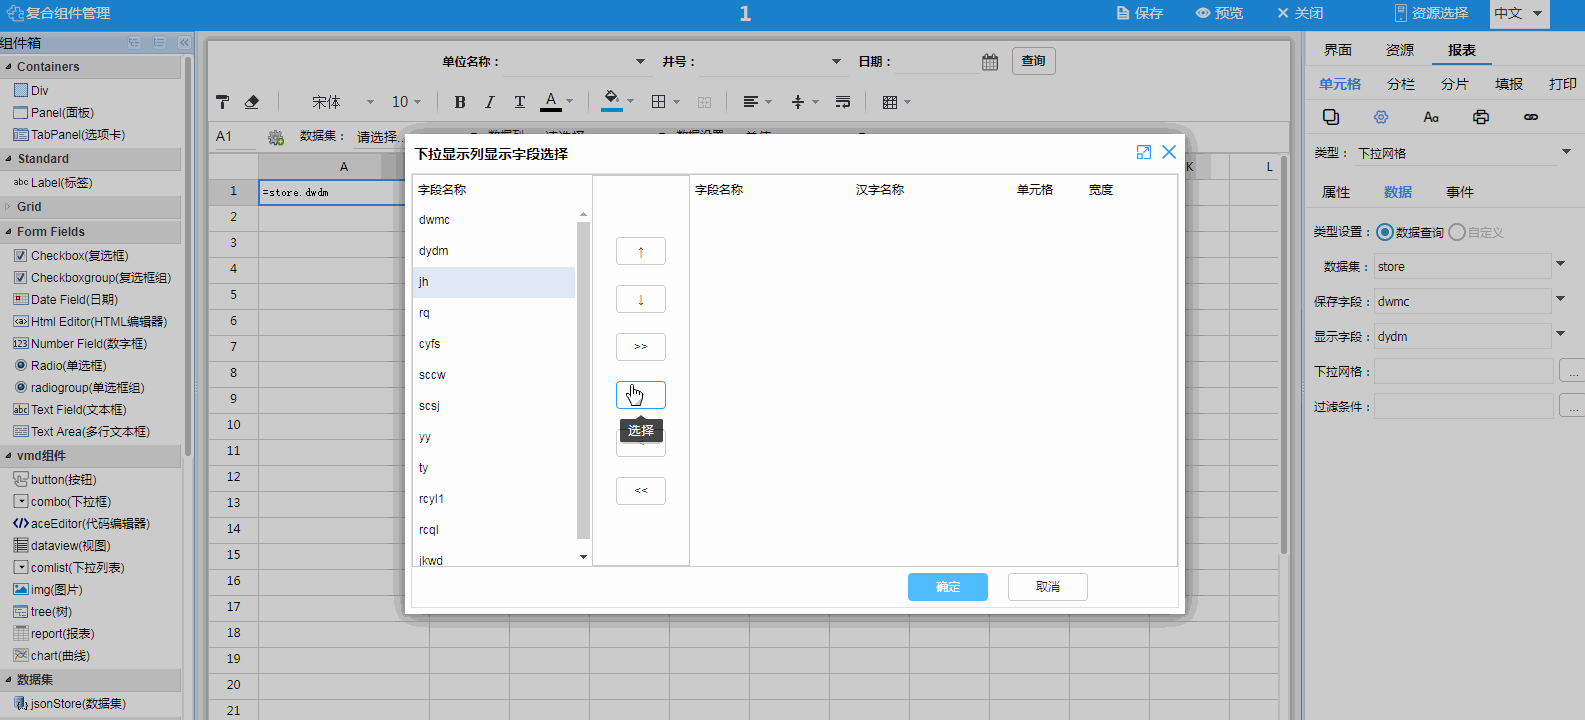 复合组件管理
1
保存
预览
关闭
资源选择
中文
组件箱
Containers
Div
Panel(面板)
TabPanel(选项卡)
Standard
abc Label(标签)
Grid
Form Fields
Checkbox(复选框)
Checkboxgroup(复选框组)
Date Field(日期)
Html Editor(HTML编辑器)
123 Number Field(数字框)
Radio(单选框)
radiogroup(单选框组)
abc Text Field(文本框)
Text Area(多行文本框)
vmd组件
button(按钮)
combo(下拉框)
aceEditor(代码编辑器)
dataview(视图)
comlist(下拉列表)
img(图片)
tree(树)
report(报表)
chart(曲线)
数据集
jsonStore(数据集)
单位名称：
井号：
日期：
查询
宋体
10
B I T A
A1
数据集：
请选择...
A
K
L
1
=store.dwdm
2
3
4
5
6
7
8
9
10
11
12
13
14
15
16
17
18
19
20
21
下拉显示列显示字段选择
字段名称
dwmc
dydm
jh
rq
cyfs
sccw
scsj
yy
ty
rcyl1
rcql
jkwd
↑
↓
>>
选择
<<
字段名称
汉字名称
单元格
宽度
确定
取消
界面
资源
报表
单元格
分栏
分片
填报
打印
Aa
类型：
下拉网格
属性
数据
事件
类型设置：
数据查询
自定义
数据集：
store
保存字段：
dwmc
显示字段：
dydm
下拉网格：
...
过滤条件：
...